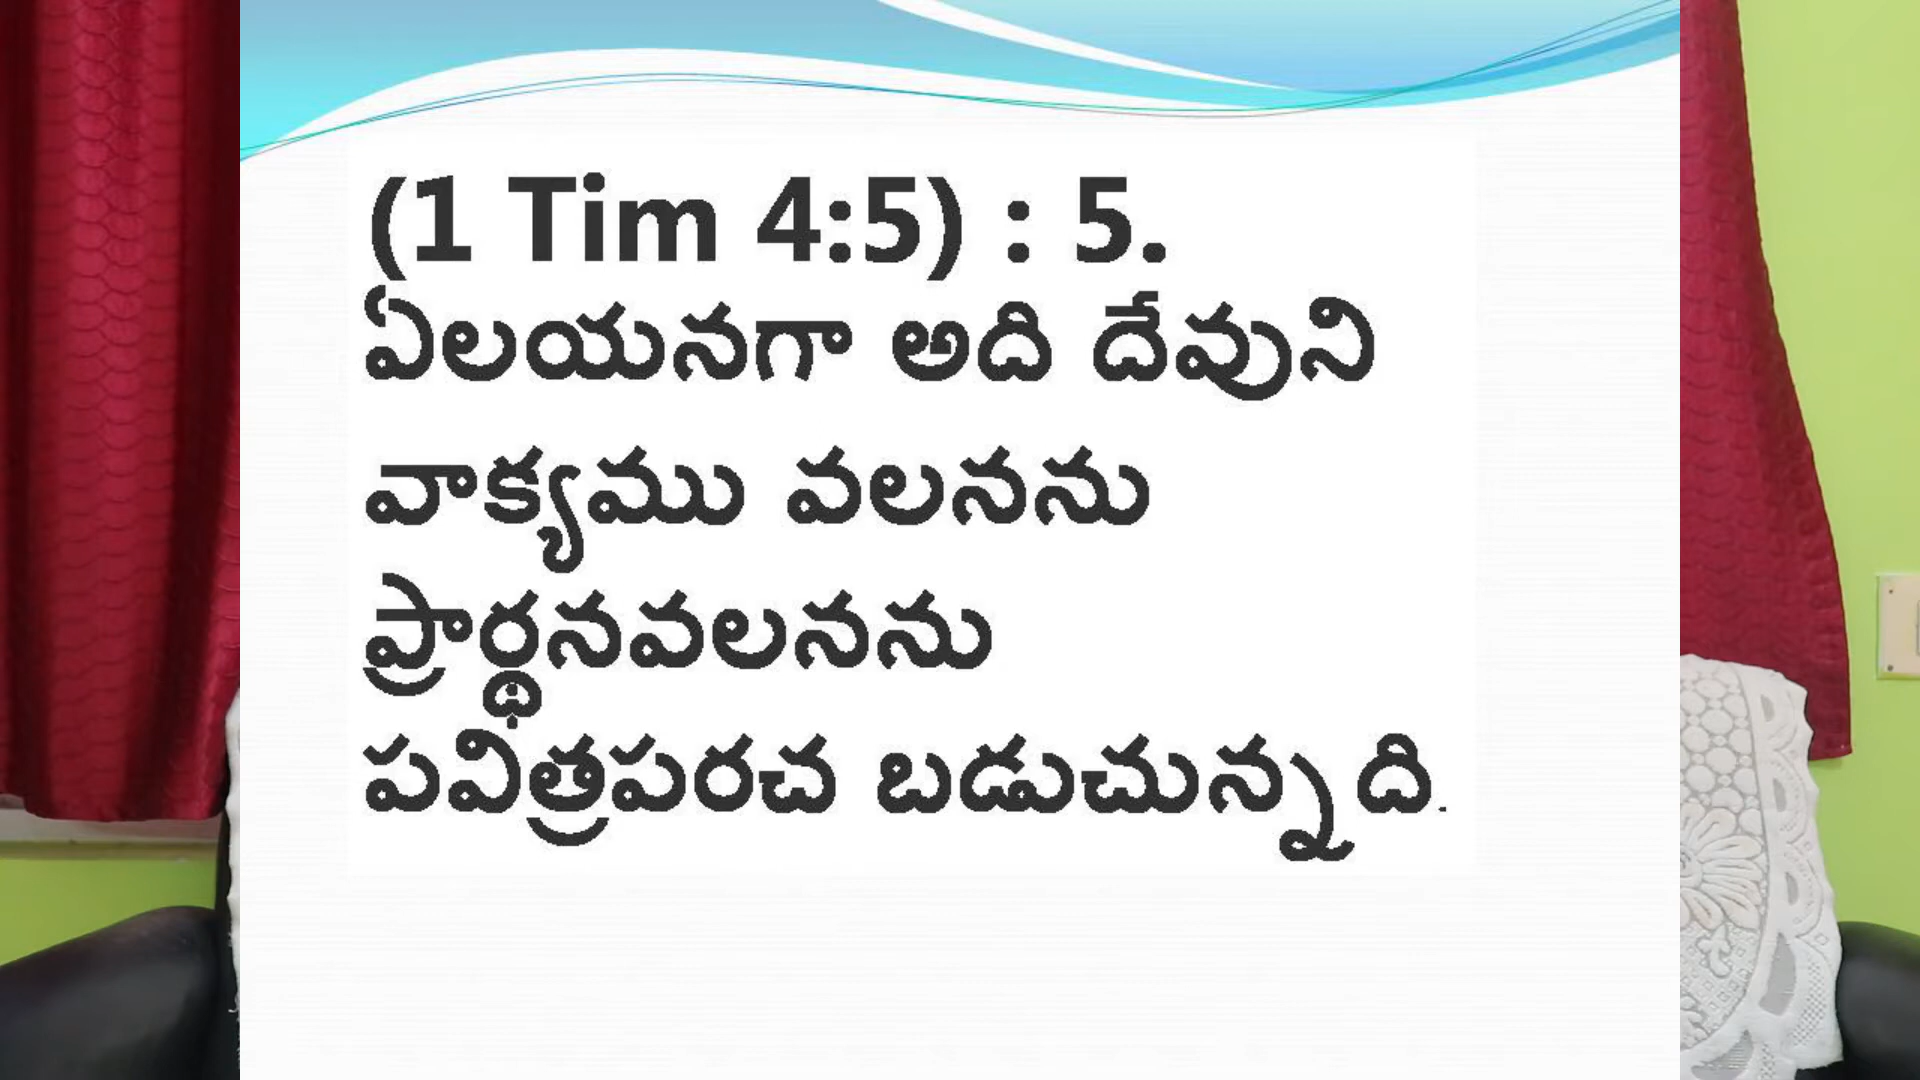 (1 Tim 4:5) : 5.
ఏలయనగా అది దేవుని
వాక్యము వలనను
ప్రార్థనవలనను
పవిత్రపరచ బడుచున్నది.